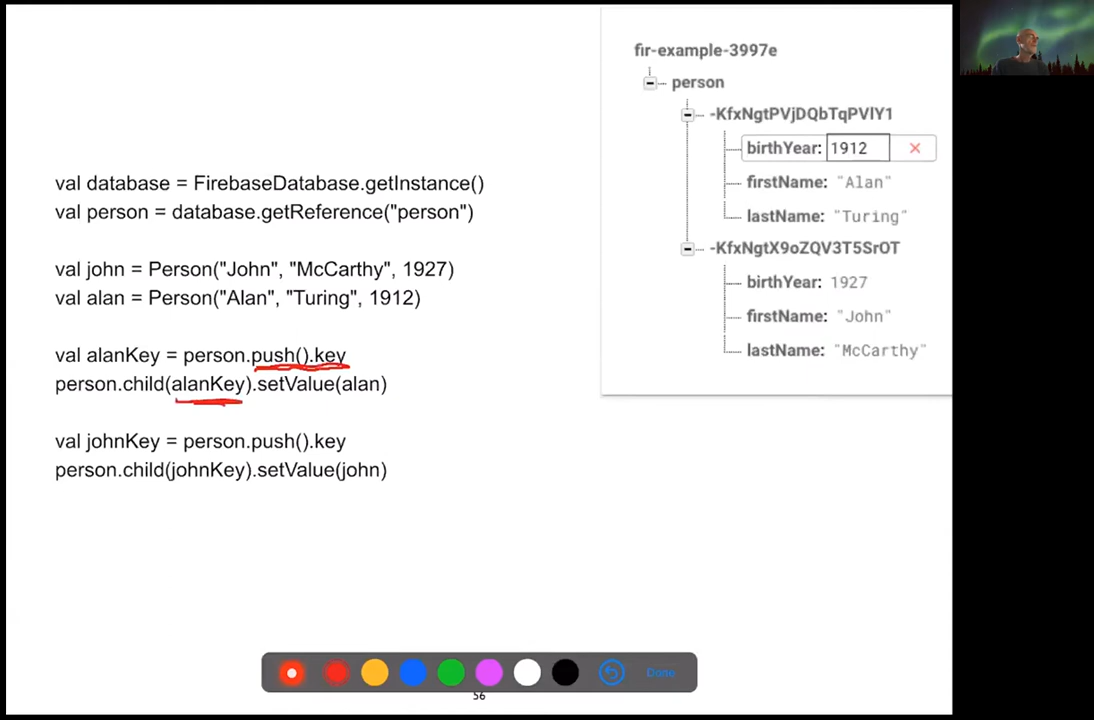 val database = FirebaseDatabase.getInstance()
val person = database.getReference("person")
val john = Person("John", "McCarthy", 1927)
val alan = Person("Alan", "Turing", 1912)
val alanKey = person.push().key
person.child(alanKey).setValue(alan)
val johnKey = person.push().key
person.child(johnKey).setValue(john)
fir-example-3997e
person
-KfxNgtPVjDQbTqPVlY1
birthYear: 1912
firstName: "Alan"
lastName: "Turing"
-KfxNgtX9oZQV3T5SrOT
birthYear: 1927
firstName: "John"
lastName: "McCarthy"
Done
56